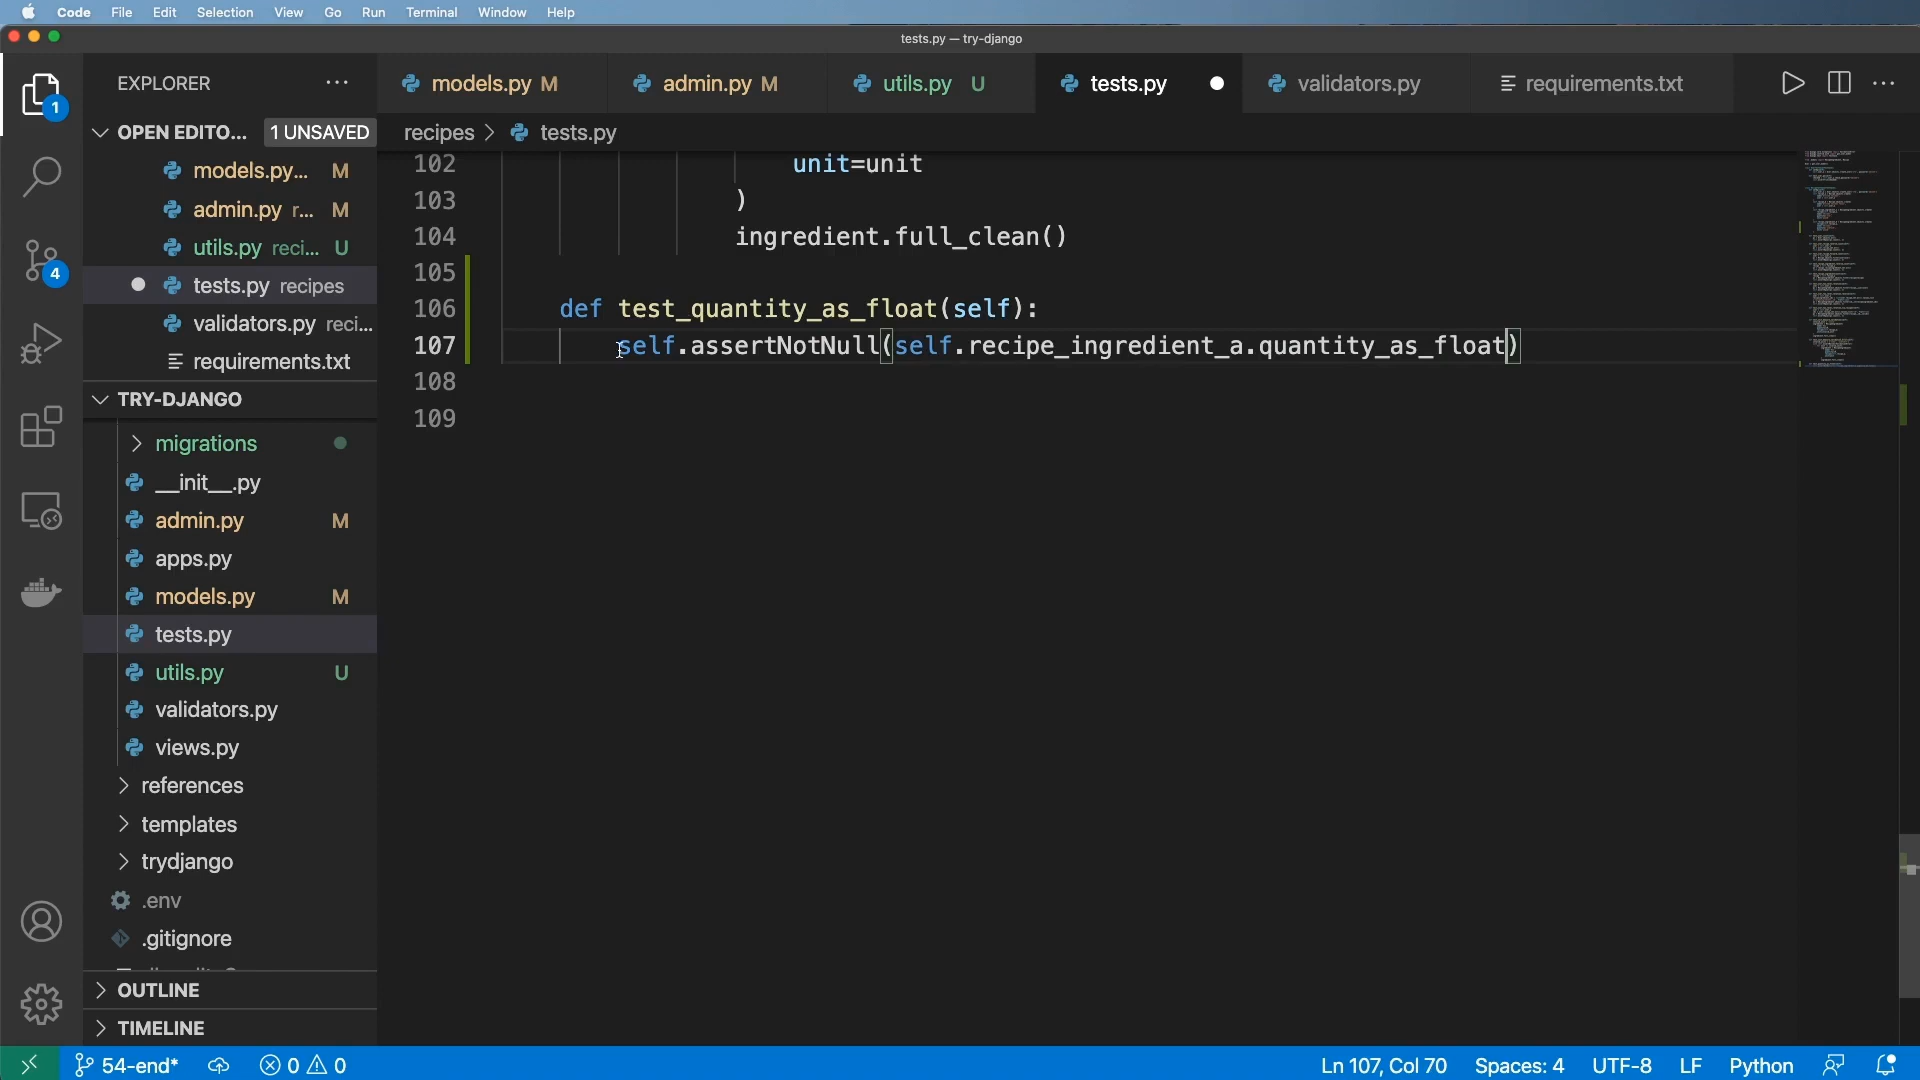 Code File Edit Selection View Go Run Terminal Window Help
tests.py — try-django
EXPLORER
models.py M
admin.py M
utils.py U
tests.py
validators.py
requirements.txt
OPEN EDITO... 1 UNSAVED
models.py... M
admin.py r... M
utils.py reci... U
tests.py recipes
validators.py reci...
requirements.txt
TRY-DJANGO
migrations
__init__.py
admin.py M
apps.py
models.py M
tests.py
utils.py U
validators.py
views.py
references
templates
trydjango
.env
.gitignore
OUTLINE
TIMELINE
1
4
recipes > tests.py
102 unit=unit
103 )
104 ingredient.full_clean()
105
106 def test_quantity_as_float(self):
107 self.assertNotNull(self.recipe_ingredient_a.quantity_as_float)
108
109
54-end* 0 0 Ln 107, Col 70 Spaces: 4 UTF-8 LF Python